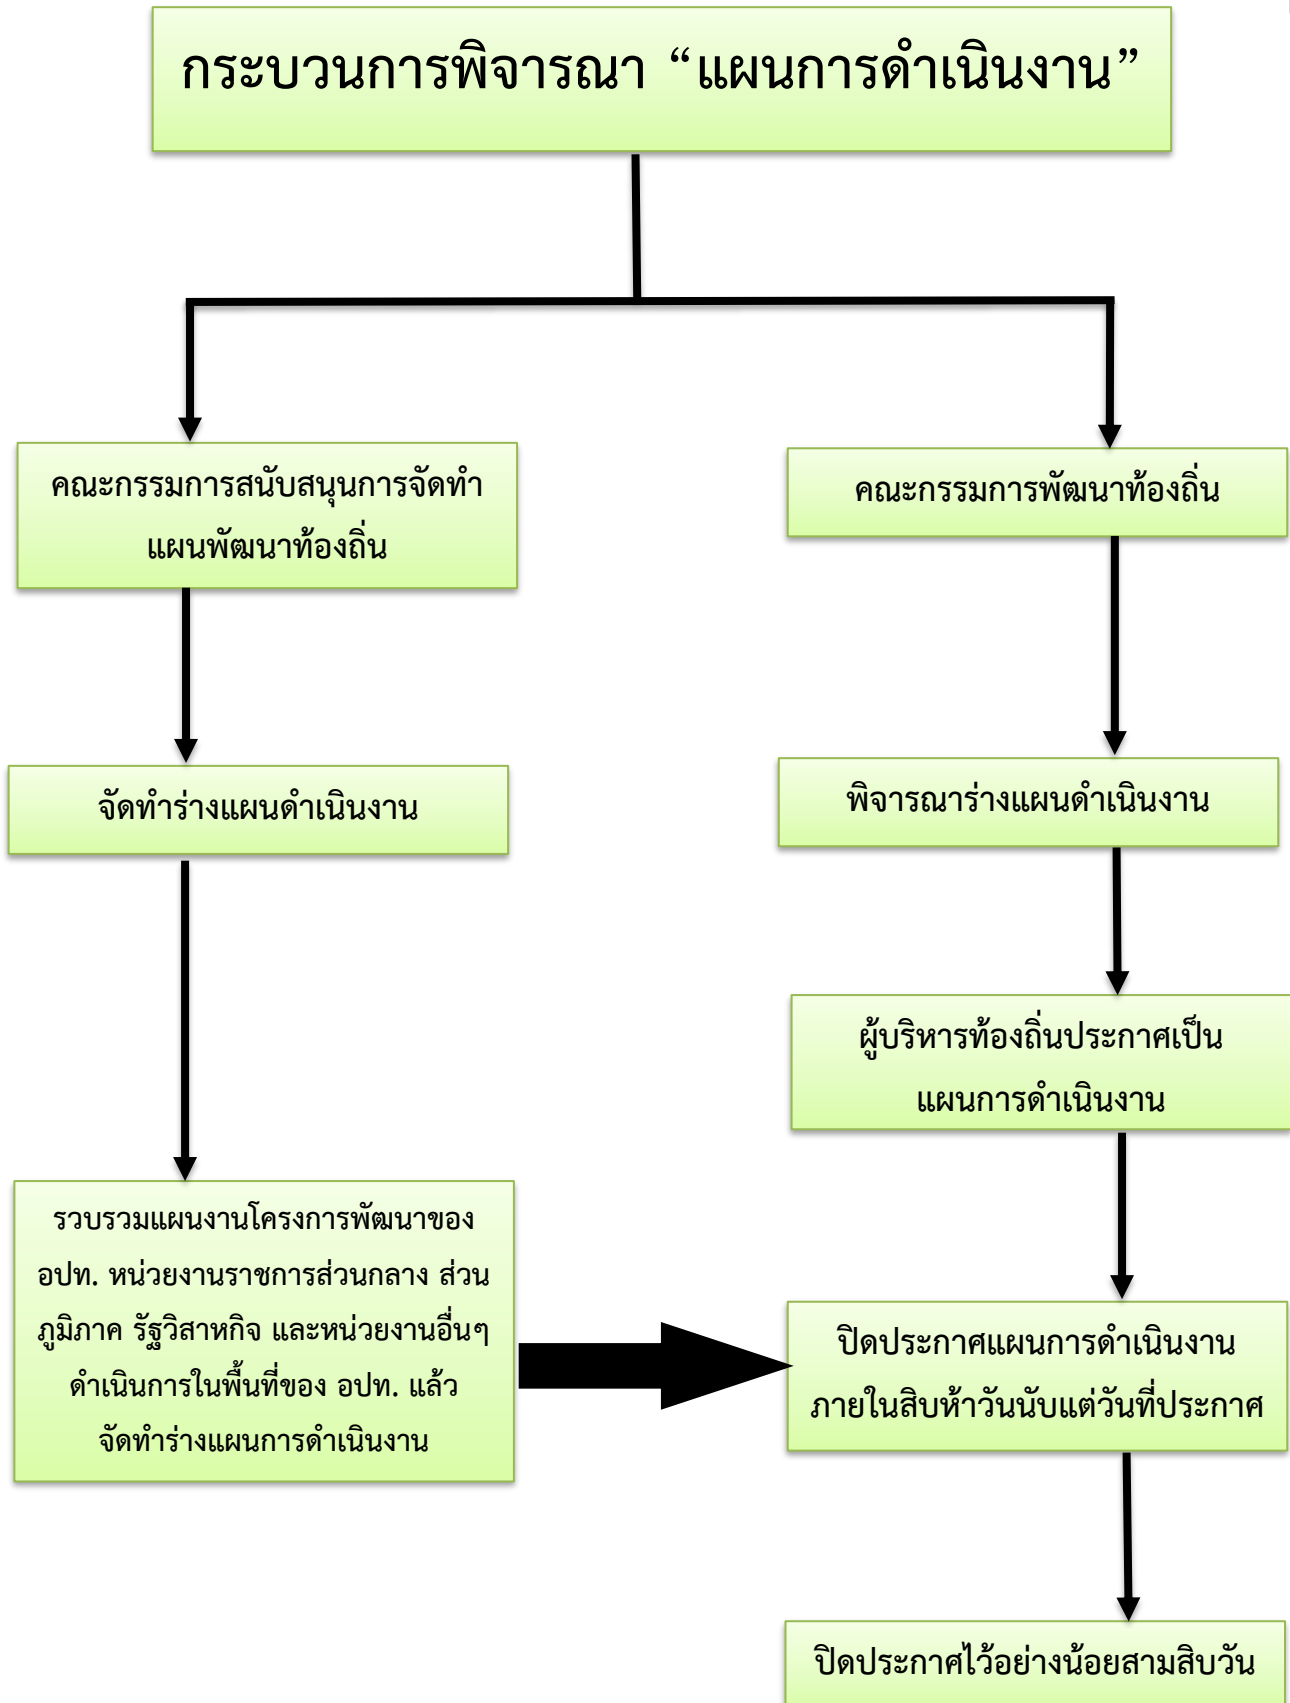 กระบวนการพิจารณา “แผนการดำเนินงาน”
คณะกรรมการสนับสนุนการจัดทำ
แผนพัฒนาท้องถิ่น
จัดทำร่างแผนดำเนินงาน
รวบรวมแผนงานโครงการพัฒนาของ
อปท. หน่วยงานราชการส่วนกลาง ส่วน
ภูมิภาค รัฐวิสาหกิจ และหน่วยงานอื่นๆ
ดำเนินการในพื้นที่ของ อปท. แล้ว
จัดทำร่างแผนการดำเนินงาน
คณะกรรมการพัฒนาท้องถิ่น
พิจารณาร่างแผนดำเนินงาน
ผู้บริหารท้องถิ่นประกาศเป็น
แผนการดำเนินงาน
ปิดประกาศแผนการดำเนินงาน
ภายในสิบห้าวันนับแต่วันที่ประกาศ
ปิดประกาศไว้อย่างน้อยสามสิบวัน